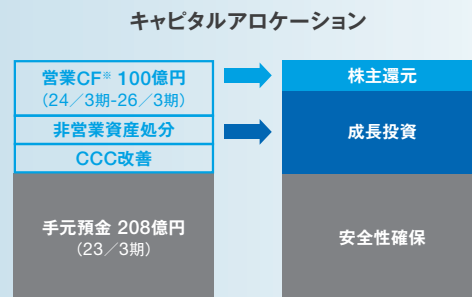 キャピタルアロケーション
営業CF※ 100億円
（24／3期-26／3期）
非営業資産処分
CCC改善
手元預金 208億円
（23／3期）
株主還元
成長投資
安全性確保